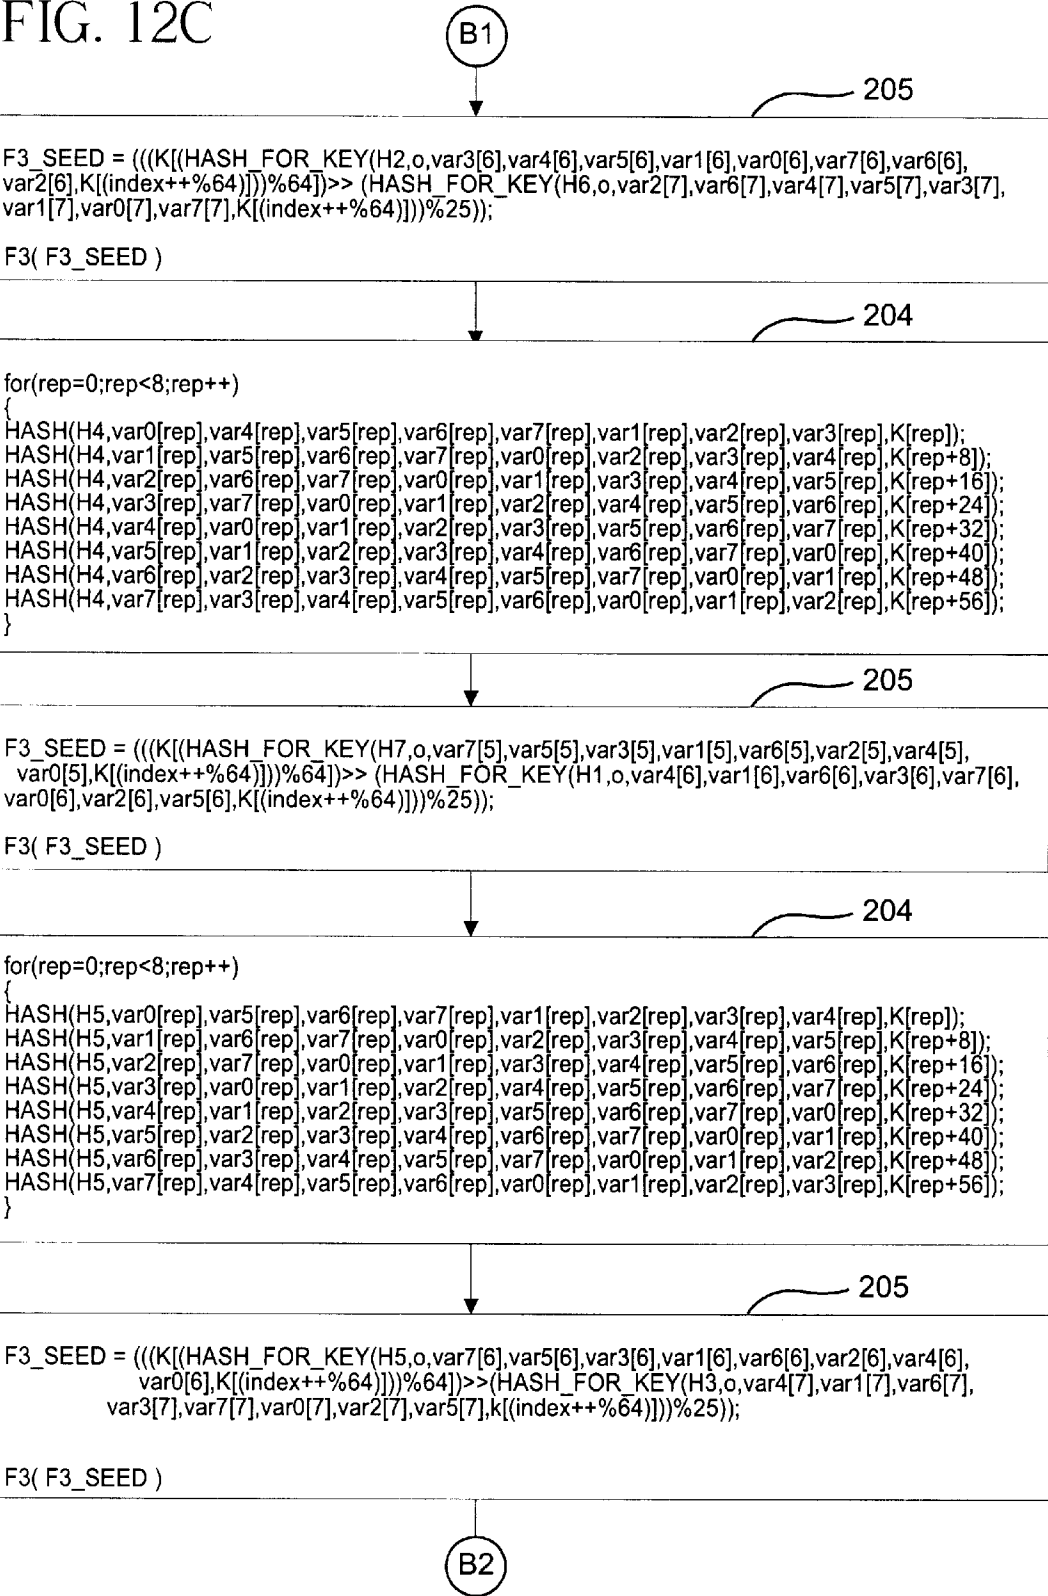 FIG. 12C
B1
205
F3_SEED = (((K[(HASH_FOR_KEY(H2,o,var3[6],var4[6],var5[6],var1[6],var0[6],var7[6],var6[6],
var2[6],K[(index++%64)]))%64])>> (HASH_FOR_KEY(H6,o,var2[7],var6[7],var4[7],var5[7],var3[7],
var1[7],var0[7],var7[7],K[(index++%64)]))%25));
F3( F3_SEED )
204
for(rep=0;rep<8;rep++)
{
HASH(H4,var0[rep],var4[rep],var5[rep],var6[rep],var7[rep],var1[rep],var2[rep],var3[rep],K[rep]);
HASH(H4,var1[rep],var5[rep],var6[rep],var7[rep],var0[rep],var2[rep],var3[rep],var4[rep],K[rep+8]);
HASH(H4,var2[rep],var6[rep],var7[rep],var0[rep],var1[rep],var3[rep],var4[rep],var5[rep],K[rep+16]);
HASH(H4,var3[rep],var7[rep],var0[rep],var1[rep],var2[rep],var4[rep],var5[rep],var6[rep],K[rep+24]);
HASH(H4,var4[rep],var0[rep],var1[rep],var2[rep],var3[rep],var5[rep],var6[rep],var7[rep],K[rep+32]);
HASH(H4,var5[rep],var1[rep],var2[rep],var3[rep],var4[rep],var6[rep],var7[rep],var0[rep],K[rep+40]);
HASH(H4,var6[rep],var2[rep],var3[rep],var4[rep],var5[rep],var7[rep],var0[rep],var1[rep],K[rep+48]);
HASH(H4,var7[rep],var3[rep],var4[rep],var5[rep],var6[rep],var0[rep],var1[rep],var2[rep],K[rep+56]);
}
205
F3_SEED = (((K[(HASH_FOR_KEY(H7,o,var7[5],var5[5],var3[5],var1[5],var6[5],var2[5],var4[5],
var0[5],K[(index++%64)]))%64])>> (HASH_FOR_KEY(H1,o,var4[6],var1[6],var6[6],var3[6],var7[6],
var0[6],var2[6],var5[6],K[(index++%64)]))%25));
F3( F3_SEED )
204
for(rep=0;rep<8;rep++)
{
HASH(H5,var0[rep],var5[rep],var6[rep],var7[rep],var1[rep],var2[rep],var3[rep],var4[rep],K[rep]);
HASH(H5,var1[rep],var6[rep],var7[rep],var0[rep],var2[rep],var3[rep],var4[rep],var5[rep],K[rep+8]);
HASH(H5,var2[rep],var7[rep],var0[rep],var1[rep],var3[rep],var4[rep],var5[rep],var6[rep],K[rep+16]);
HASH(H5,var3[rep],var0[rep],var1[rep],var2[rep],var4[rep],var5[rep],var6[rep],var7[rep],K[rep+24]);
HASH(H5,var4[rep],var1[rep],var2[rep],var3[rep],var5[rep],var6[rep],var7[rep],var0[rep],K[rep+32]);
HASH(H5,var5[rep],var2[rep],var3[rep],var4[rep],var6[rep],var7[rep],var0[rep],var1[rep],K[rep+40]);
HASH(H5,var6[rep],var3[rep],var4[rep],var5[rep],var7[rep],var0[rep],var1[rep],var2[rep],K[rep+48]);
HASH(H5,var7[rep],var4[rep],var5[rep],var6[rep],var0[rep],var1[rep],var2[rep],var3[rep],K[rep+56]);
}
205
F3_SEED = (((K[(HASH_FOR_KEY(H5,o,var7[6],var5[6],var3[6],var1[6],var6[6],var2[6],var4[6],
var0[6],K[(index++%64)]))%64])>>(HASH_FOR_KEY(H3,o,var4[7],var1[7],var6[7],
var3[7],var7[7],var0[7],var2[7],var5[7],k[(index++%64)]))%25));
F3( F3_SEED )
B2